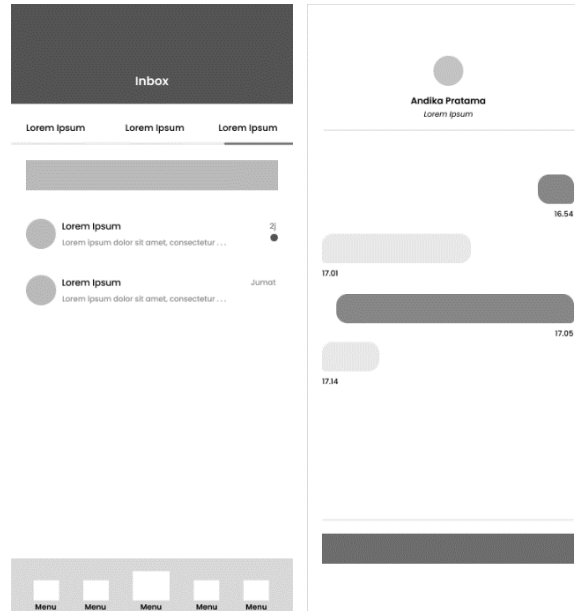 Inbox
Lorem Ipsum Lorem Ipsum Lorem Ipsum
Lorem Ipsum 2j
Lorem ipsum dolor sit amet, consectetur . . .
Lorem Ipsum Jumat
Lorem ipsum dolor sit amet, consectetur . . .
Menu Menu Menu Menu Menu
Andika Pratama
Lorem Ipsum
16.54
17.01
17.05
17.14